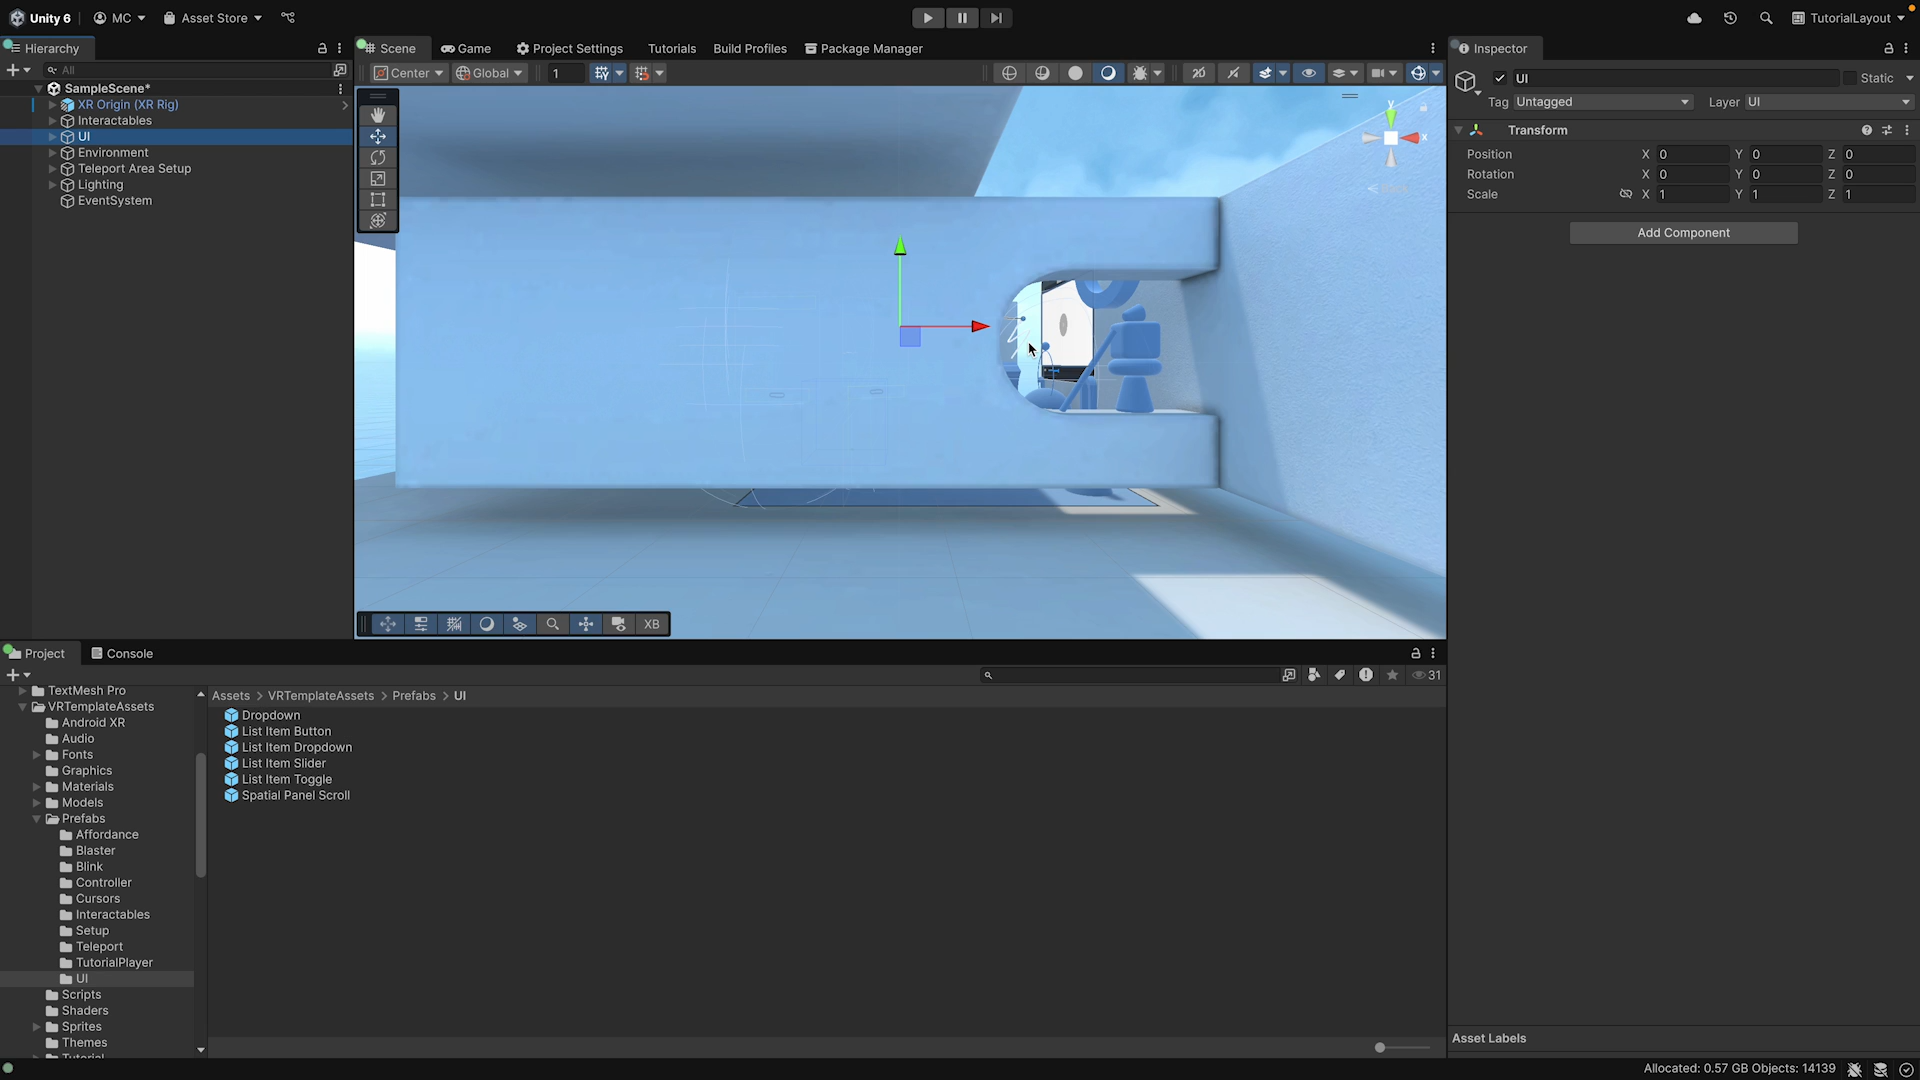 Unity 6 MC Asset Store TutorialLayout
Hierarchy Scene Game Project Settings Tutorials Build Profiles Package Manager Inspector
All Center Global 1 2D UI Static
SampleScene* Tag Untagged Layer UI
XR Origin (XR Rig)
Interactables
UI
Environment
Teleport Area Setup
Lighting
EventSystem
y
x
Transform
Position X 0 Y 0 Z 0
Rotation X 0 Y 0 Z 0
Scale X 1 Y 1 Z 1
Add Component
XB
Project Console
31
Assets > VRTemplateAssets > Prefabs > UI
TextMesh Pro
VRTemplateAssets
Android XR
Audio
Fonts
Graphics
Materials
Models
Prefabs
Affordance
Blaster
Blink
Controller
Cursors
Interactables
Setup
Teleport
TutorialPlayer
UI
Scripts
Shaders
Sprites
Themes
Tutorial
Dropdown
List Item Button
List Item Dropdown
List Item Slider
List Item Toggle
Spatial Panel Scroll
Asset Labels
Allocated: 0.57 GB Objects: 14139